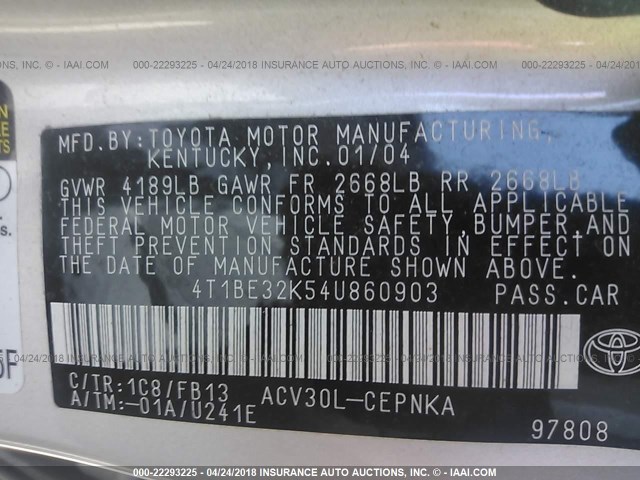 000-22293225 - 04/24/2018 INSURANCE AUTO AUCTIONS, INC. © - IAAI.COM
MFD. BY: TOYOTA MOTOR MANUFACTURING,
KENTUCKY, INC. 01/04
GVWR 4189LB GAWR FR 2668LB RR 2668LB
THIS VEHICLE CONFORMS TO ALL APPLICABLE
FEDERAL MOTOR VEHICLE SAFETY, BUMPER, AND
THEFT PREVENTION STANDARDS IN EFFECT ON
THE DATE OF MANUFACTURE SHOWN ABOVE.
4T1BE32K54U860903 PASS.CAR
C/TR:1C8/FB13
A/TM:-01A/U241E
ACV30L-CEPNKA
97808
TOYOTA
000-22293225 - 04/24/2018 INSURANCE AUTO AUCTIONS, INC. © - IAAI.COM